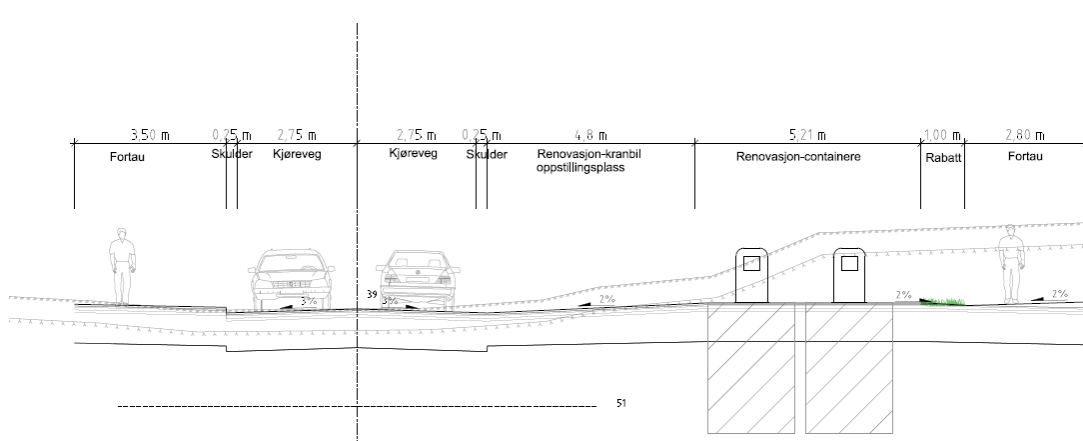 3,50 m 0,25 m 2,75 m 2,75 m 0,25 m 4,8 m 5,21 m 1,00 m 2,80 m
Fortau Skulder Kjøreveg Kjøreveg Skulder Renovasjon-kranbil Renovasjon-containere Rabatt Fortau
oppstillingsplass
3% 39 3% 2% 2% 2%
51